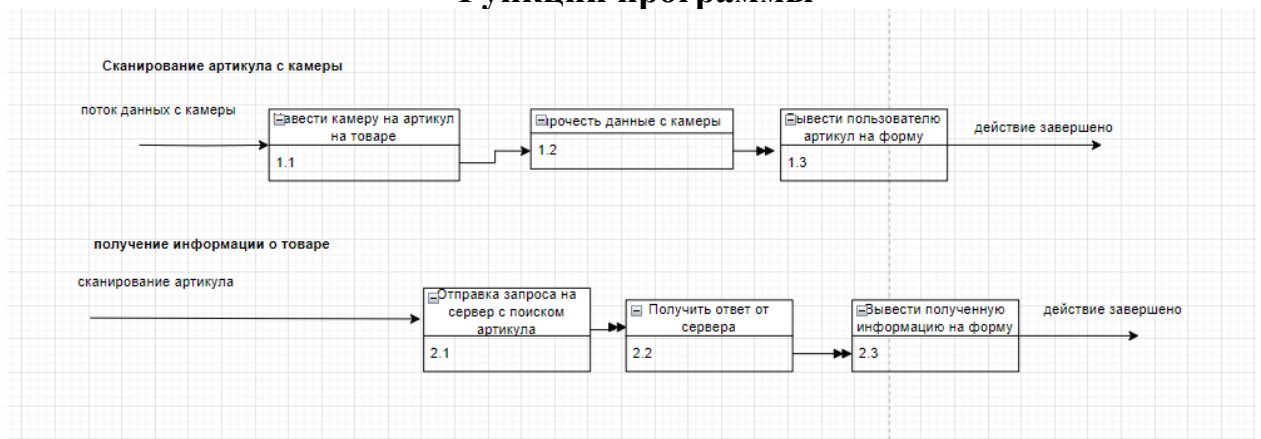 Функции программы
Сканирование артикула с камеры
поток данных с камеры
авести камеру на артикул
на товаре
1.1
рочесть данные с камеры
1.2
ывести пользователю
артикул на форму
1.3
действие завершено
получение информации о товаре
сканирование артикула
Отправка запроса на
сервер с поиском
артикула
2.1
Получить ответ от
сервера
2.2
Вывести полученную
информацию на форму
2.3
действие завершено